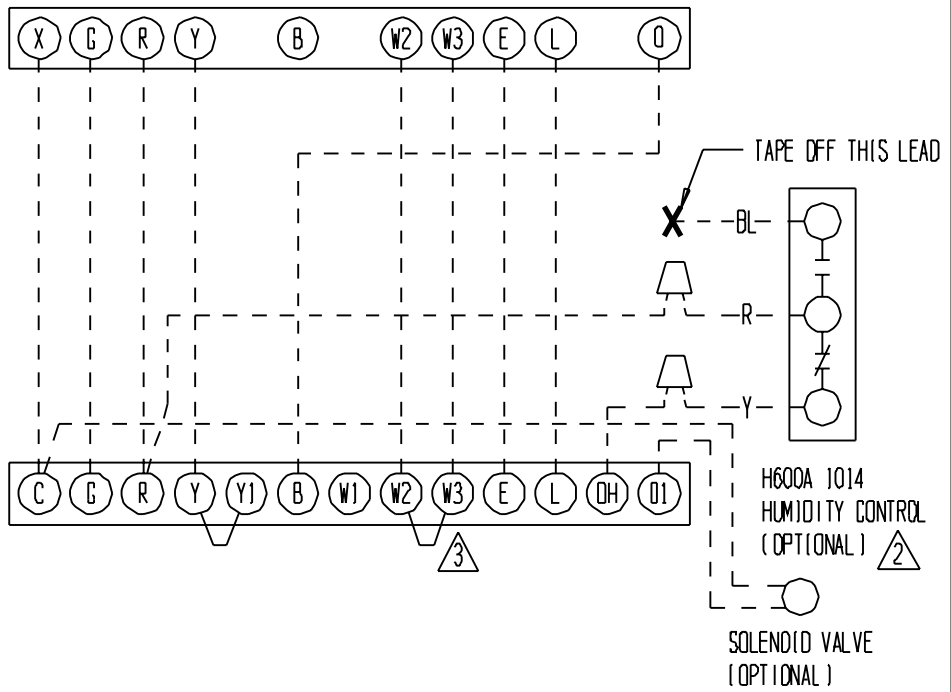 X G R Y B W2 W3 E L O
TAPE OFF THIS LEAD
BL
R
Y
C G R Y Y1 B W1 W2 W3 E L DH O1
3
H600A 1014
HUMIDITY CONTROL
(OPTIONAL) 2
SOLENOID VALVE
(OPTIONAL)